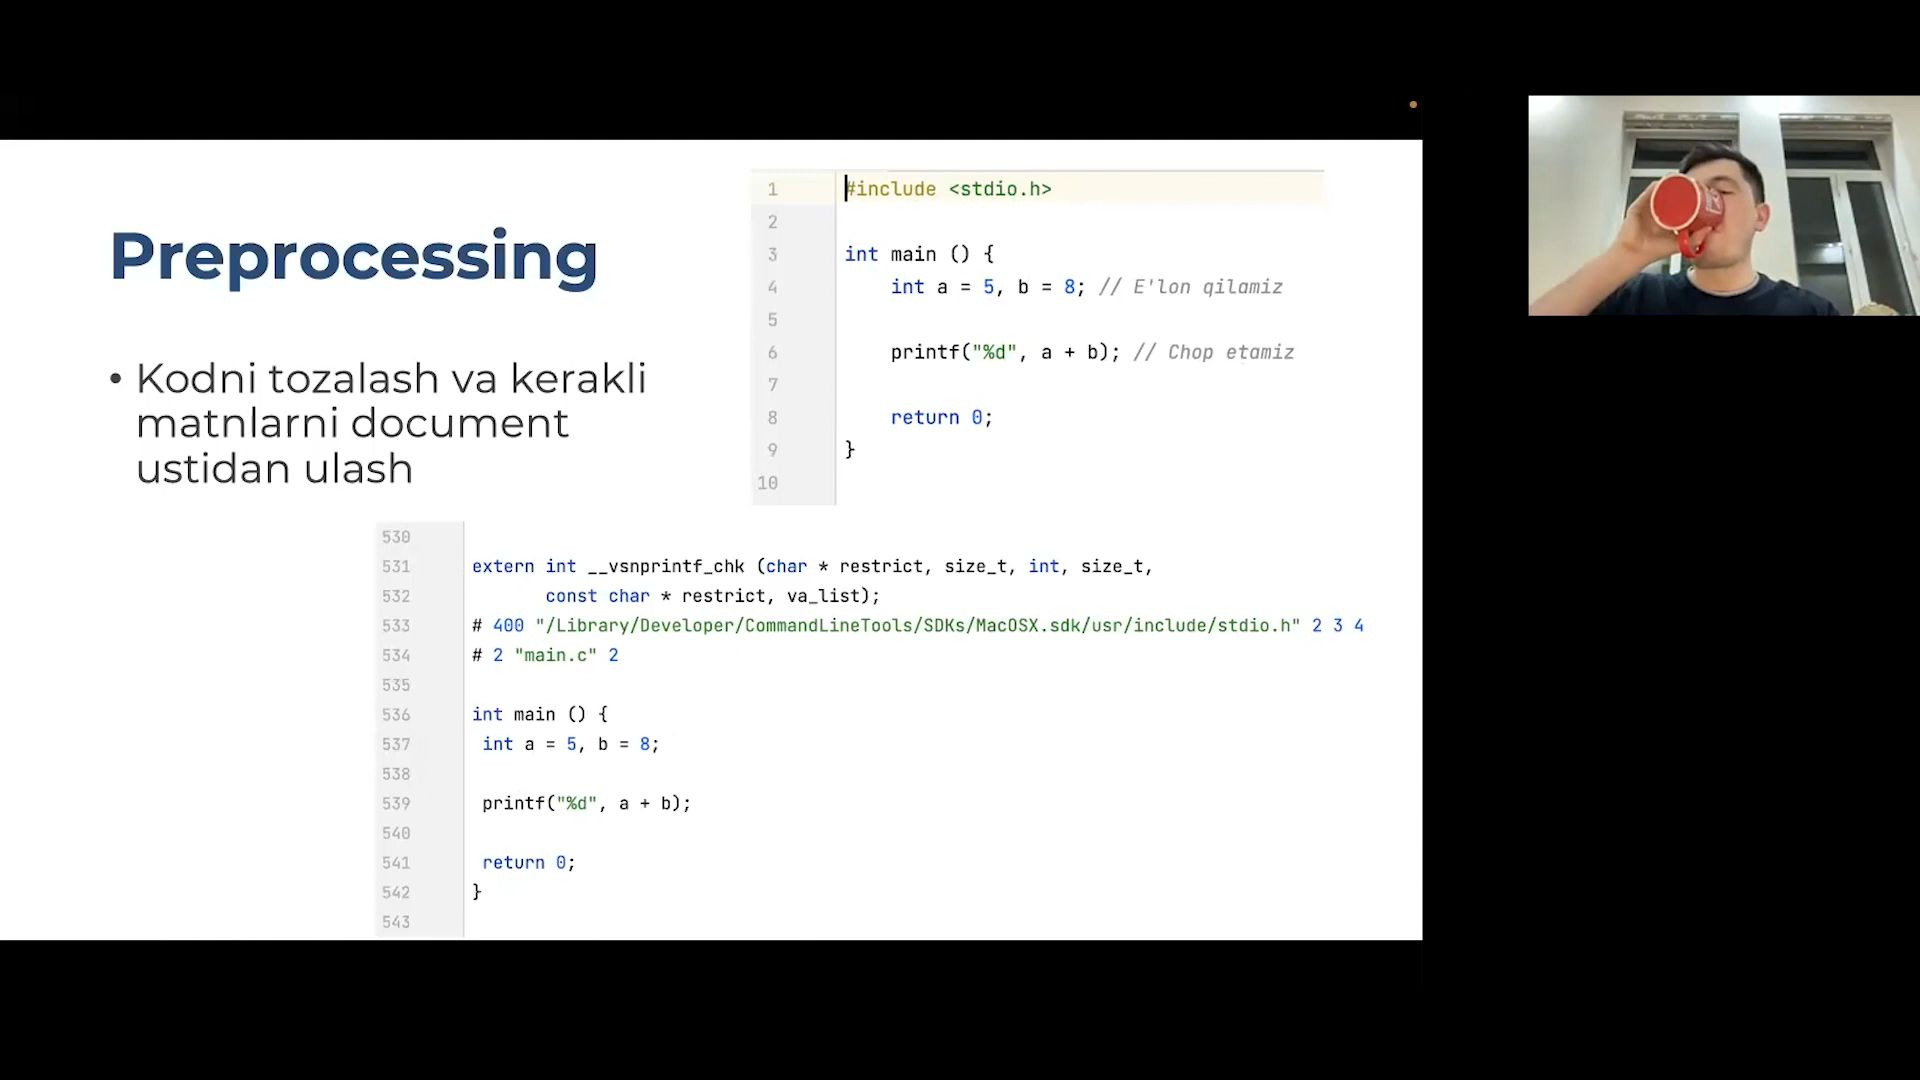 Preprocessing
• Kodni tozalash va kerakli
matnlarni document
ustidan ulash
1 #include <stdio.h>
2
3 int main () {
4 int a = 5, b = 8; // E'lon qilamiz
5
6 printf("%d", a + b); // Chop etamiz
7
8 return 0;
9 }
10
530
531 extern int __vsnprintf_chk (char * restrict, size_t, int, size_t,
532 const char * restrict, va_list);
533 # 400 "/Library/Developer/CommandLineTools/SDKs/MacOSX.sdk/usr/include/stdio.h" 2 3 4
534 # 2 "main.c" 2
535
536 int main () {
537 int a = 5, b = 8;
538
539 printf("%d", a + b);
540
541 return 0;
542 }
543